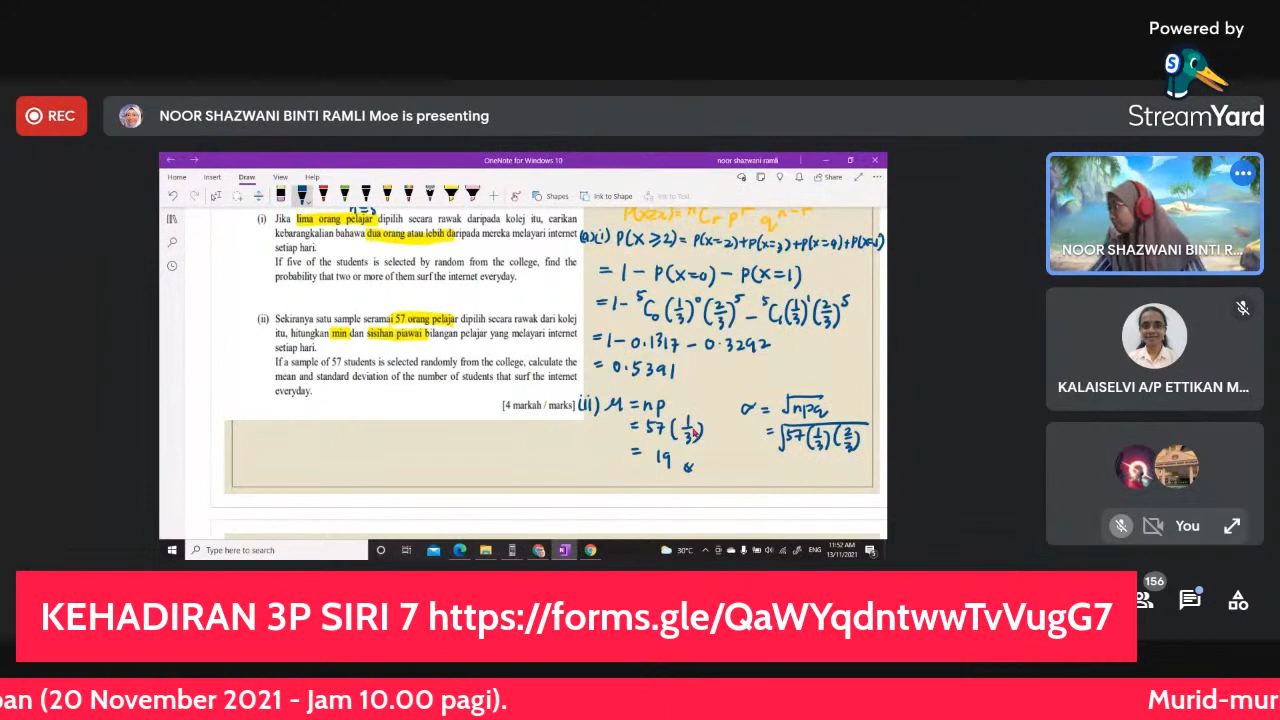 Powered by
S
StreamYard
REC
NOOR SHAZWANI BINTI RAMLI Moe is presenting
OneNote for Windows 10
noor shazwani ramli
Home Insert Draw View Help
Shapes
Ink to Shape
Ink to Text
Share
n=5
(i) Jika lima orang pelajar dipilih secara rawak daripada kolej itu, carikan
kebarangkalian bahawa dua orang atau lebih daripada mereka melayari internet
setiap hari.
If five of the students is selected by random from the college, find the
probability that two or more of them surf the internet everyday.
(ii) Sekiranya satu sample seramai 57 orang pelajar dipilih secara rawak dari kolej
itu, hitungkan min dan sisihan piawai bilangan pelajar yang melayari internet
setiap hari.
If a sample of 57 students is selected randomly from the college, calculate the
mean and standard deviation of the number of students that surf the internet
everyday.
[4 markah / marks]
(a)(i) P(X ≥ 2) = P(X=2) + P(X=3) + P(X=4) + P(X=5)
= 1 - P(X=0) - P(X=1)
= 1 - ⁵C₀ (1/3)⁰ (2/3)⁵ - ⁵C₁ (1/3)¹ (2/3)⁵
= 1 - 0.1317 - 0.3292
= 0.5391
(ii) μ = np
= 57 (1/3)
= 19
σ = √npq
= √57 (1/3) (2/3)
Type here to search
30°C
ENG
11:52 AM
13/11/2021
NOOR SHAZWANI BINTI R...
KALAISELVI A/P ETTIKAN M...
You
156
KEHADIRAN 3P SIRI 7 https://forms.gle/QaWYqdntwwTvVugG7
pan (20 November 2021 - Jam 10.00 pagi).
Murid-mur